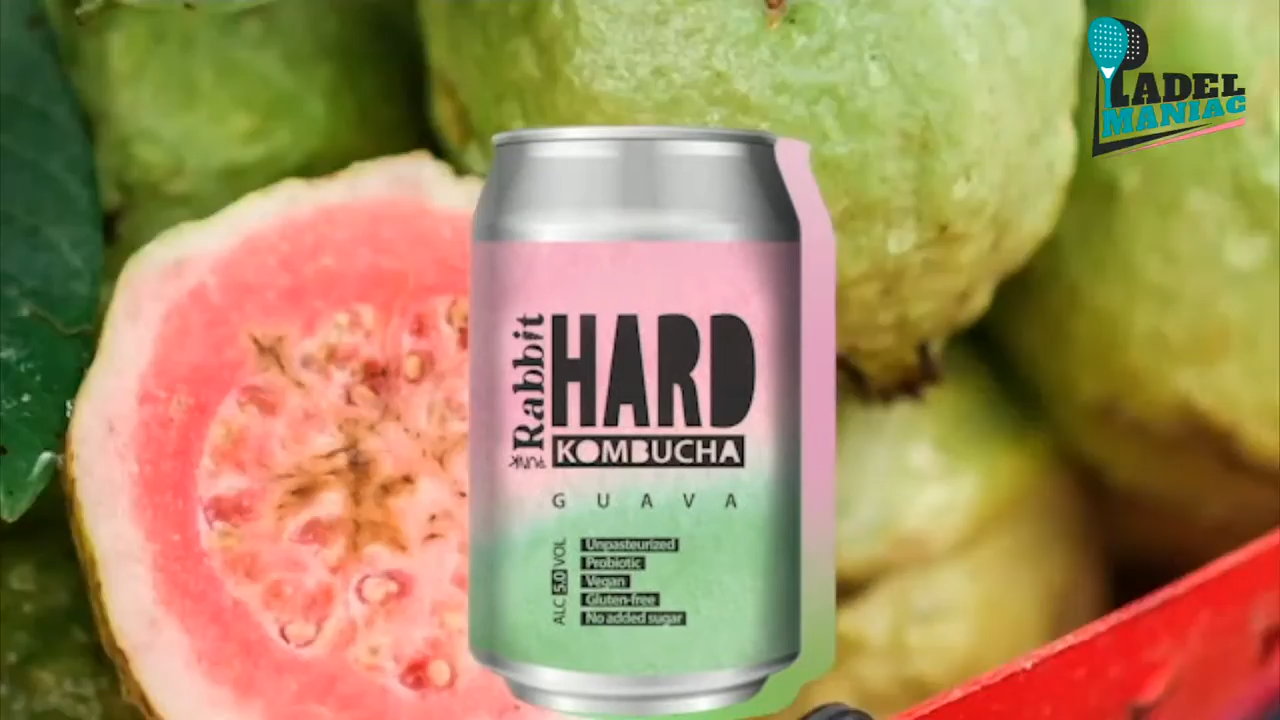 PADEL
MANIAC
Rabbit
HARD
KOMBUCHA
GUAVA
ALC 5.0 VOL
Unpasteurized
Probiotic
Vegan
Gluten-free
No added sugar